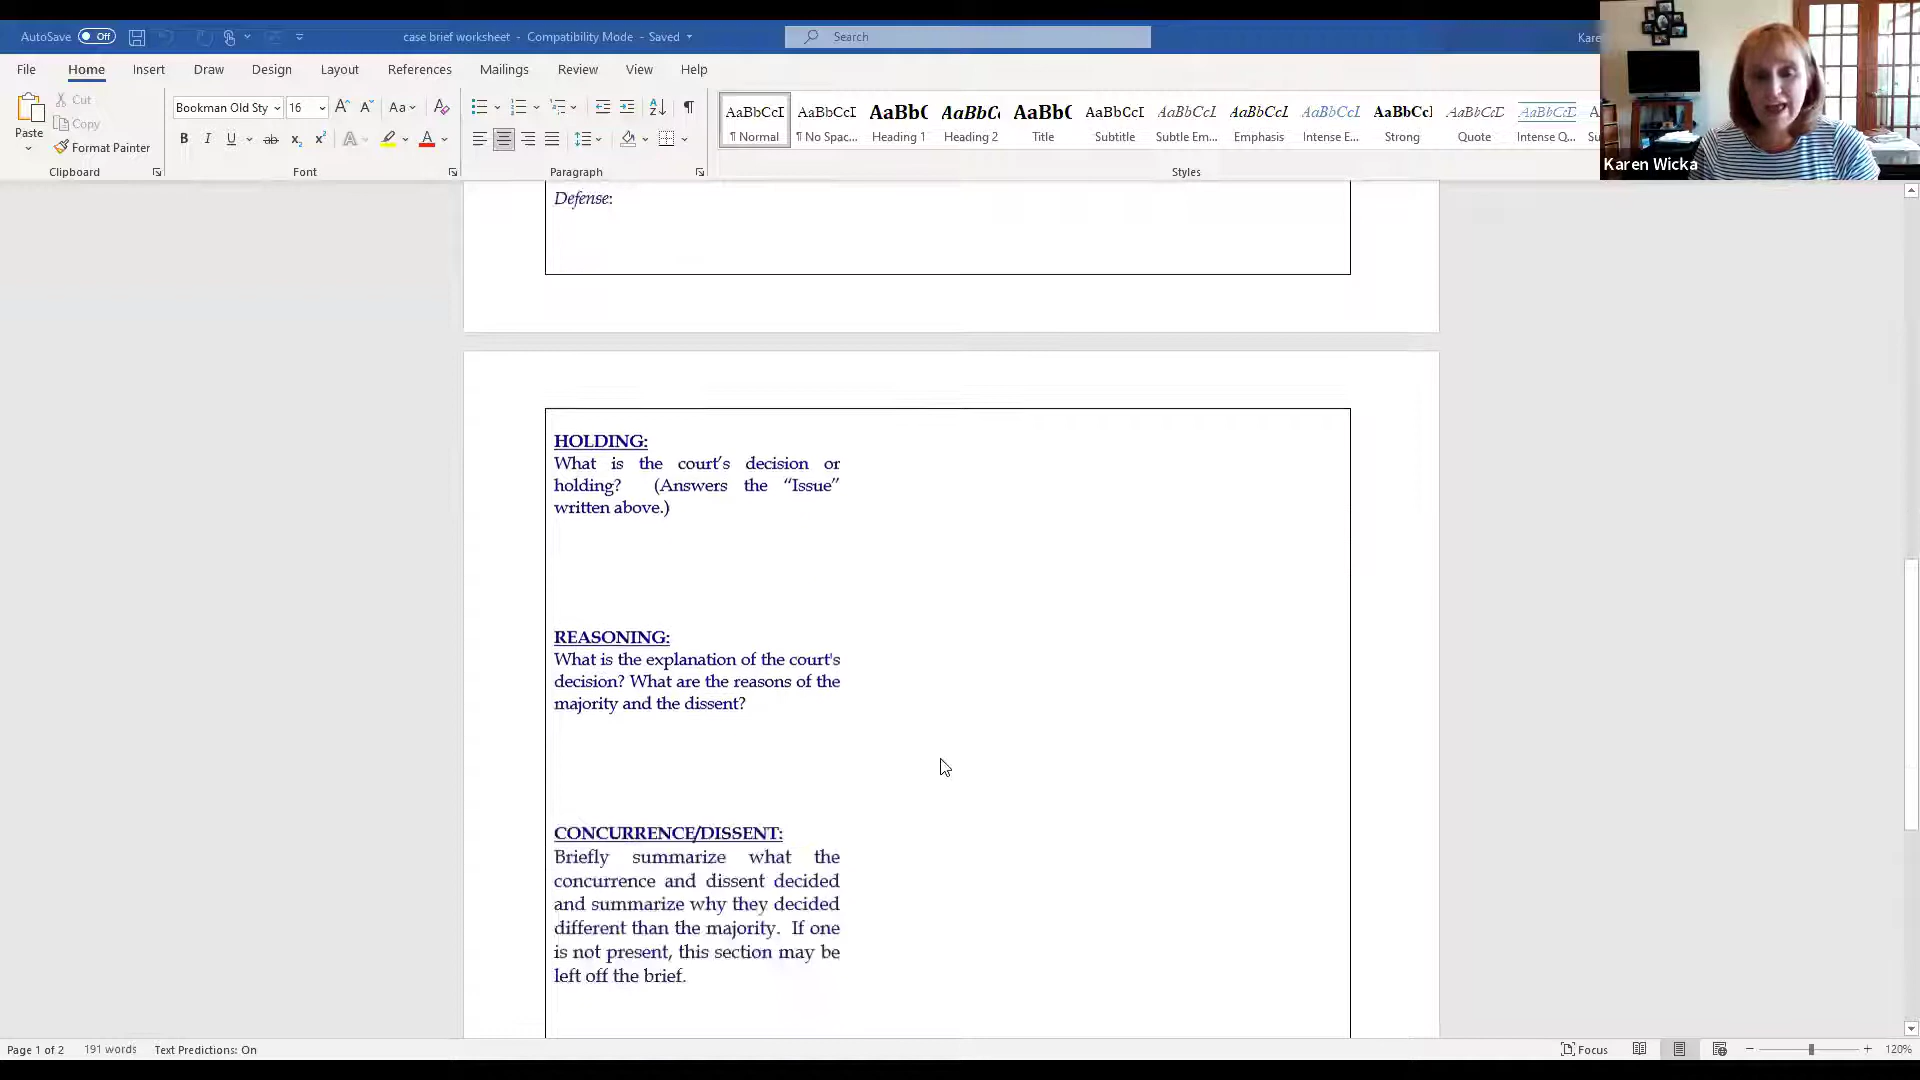 AutoSave Off case brief worksheet - Compatibility Mode - Saved Search
File Home Insert Draw Design Layout References Mailings Review View Help
Paste Cut Copy Format Painter
Bookman Old Sty 16
AaBbCcI AaBbCcI AaBbC AaBbCc AaBbC AaBbCcI AaBbCcI AaBbCcI AaBbCcI AaBbCcI AaBbCcD AaBbCcD
¶ Normal ¶ No Spac... Heading 1 Heading 2 Title Subtitle Subtle Em... Emphasis Intense E... Strong Quote Intense Q...
Clipboard Font Paragraph Styles
Karen Wicka
Defense:
HOLDING:
What is the court’s decision or
holding? (Answers the “Issue”
written above.)
REASONING:
What is the explanation of the court's
decision? What are the reasons of the
majority and the dissent?
CONCURRENCE/DISSENT:
Briefly summarize what the
concurrence and dissent decided
and summarize why they decided
different than the majority. If one
is not present, this section may be
left off the brief.
Page 1 of 2 191 words Text Predictions: On Focus 120%